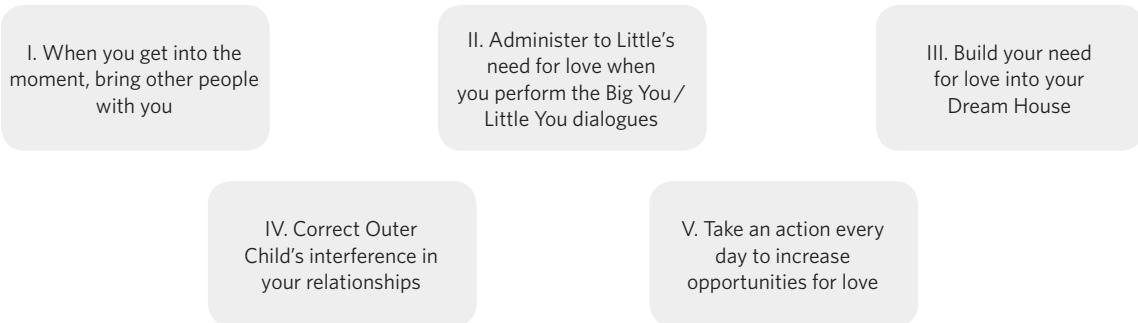 I. When you get into the
moment, bring other people
with you
II. Administer to Little’s
need for love when
you perform the Big You /
Little You dialogues
III. Build your need
for love into your
Dream House
IV. Correct Outer
Child’s interference in
your relationships
V. Take an action every
day to increase
opportunities for love